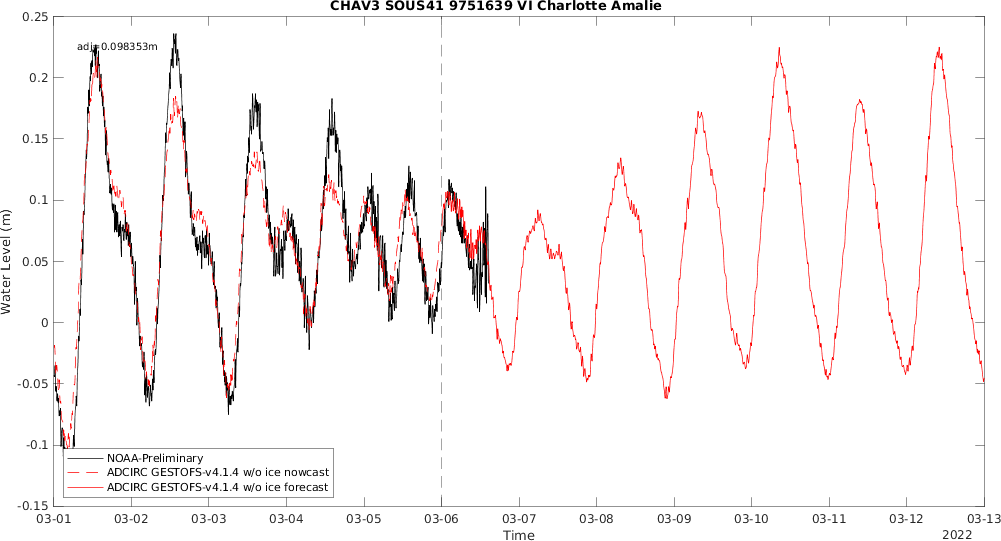 CHAV3 SOUS41 9751639 VI Charlotte Amalie
adj=0.098353m
0.25
0.2
0.15
0.1
0.05
0
-0.05
-0.1
-0.15
Water Level (m)
NOAA-Preliminary
ADCIRC GESTOFS-v4.1.4 w/o ice nowcast
ADCIRC GESTOFS-v4.1.4 w/o ice forecast
03-01 03-02 03-03 03-04 03-05 03-06 03-07 03-08 03-09 03-10 03-11 03-12 03-13
Time
2022